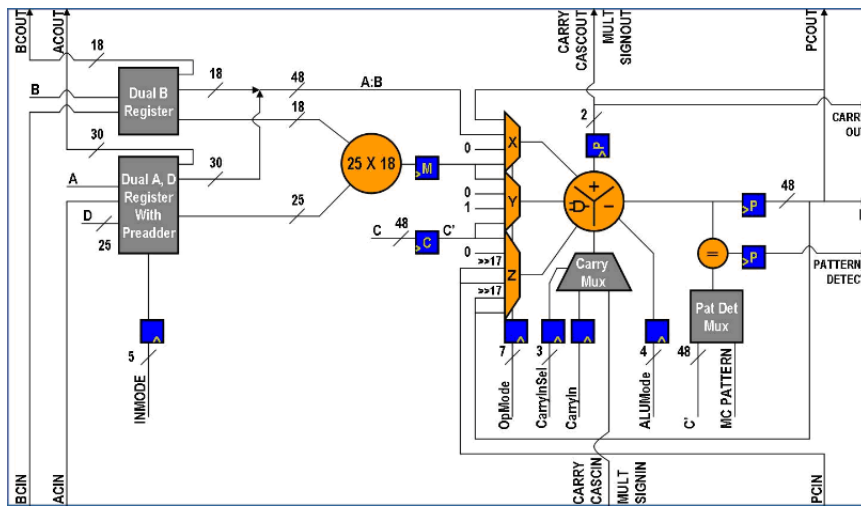 BCOUT
ACOUT
CARRY
CASCOUT
MULT
SIGNOUT
PCOUT
18
B
Dual B
Register
18
48
A:B
18
2
CARRY
OU
30
A
Dual A, D
Register
With
Preadder
30
25 X 18
M
0
X
P
0
1
Y
+
−
D
25
25
C
48
C
C'
P
48
0
>>17
>>17
Z
Carry
Mux
=
P
PATTERN
DETEC
Pat Det
Mux
5
INMODE
7
OpMode
3
CarryInSel
CarryIn
4
ALUMode
48
C'
MC PATTERN
BCIN
ACIN
CARRY
CASCIN
MULT
SIGNIN
PCIN